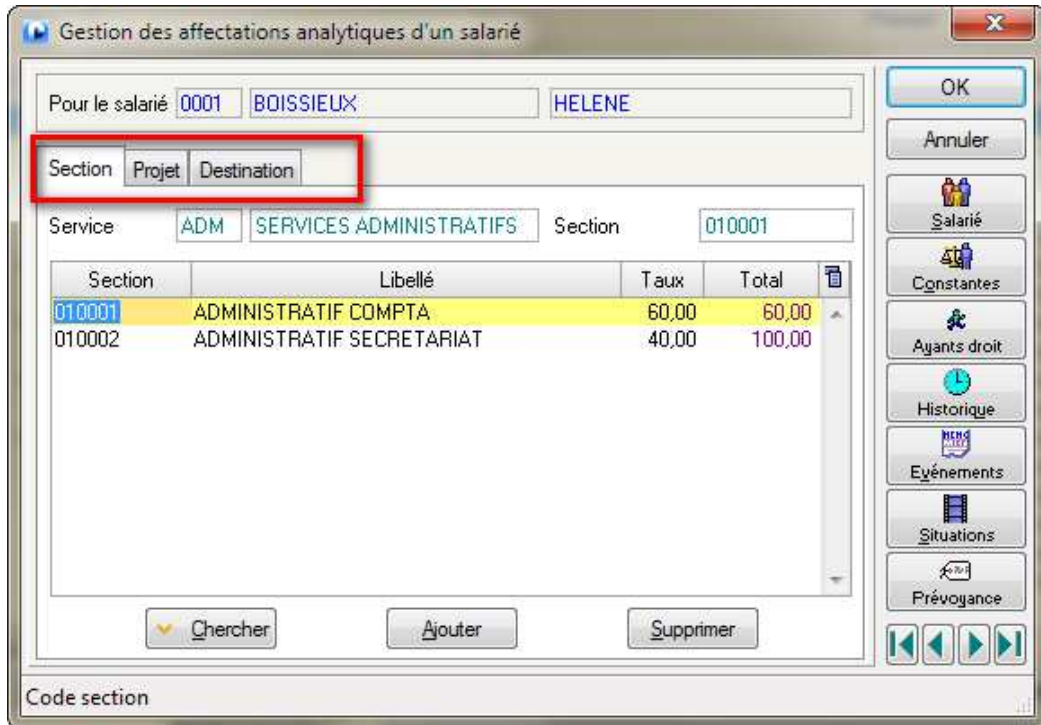 Gestion des affectations analytiques d'un salarié
x
Pour le salarié 0001 BOISSIEUX HELENE
Section Projet Destination
Service ADM SERVICES ADMINISTRATIFS Section 010001
Section Libellé Taux Total
010001 ADMINISTRATIF COMPTA 60,00 60,00
010002 ADMINISTRATIF SECRETARIAT 40,00 100,00
Chercher Ajouter Supprimer
OK
Annuler
Salarié
Constantes
Ayants droit
Historique
MEMO
Evénements
Situations
Prévoyance
Code section